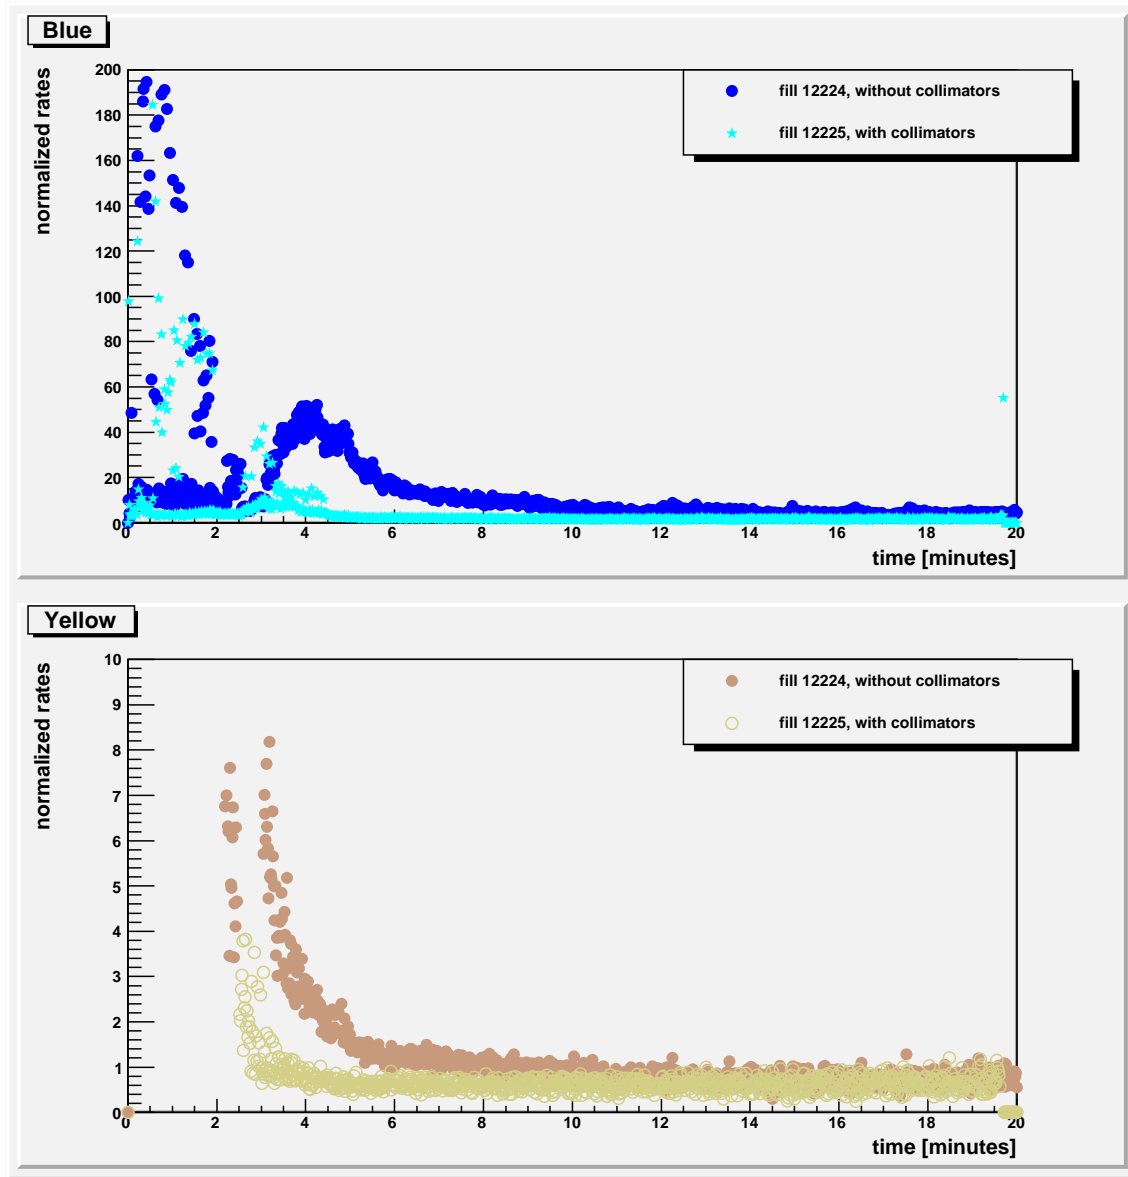 Blue
normalized rates
200
180
160
140
120
100
80
60
40
20
0
fill 12224, without collimators
fill 12225, with collimators
0 2 4 6 8 10 12 14 16 18 20
time [minutes]
Yellow
normalized rates
10
9
8
7
6
5
4
3
2
1
0
fill 12224, without collimators
fill 12225, with collimators
0 2 4 6 8 10 12 14 16 18 20
time [minutes]